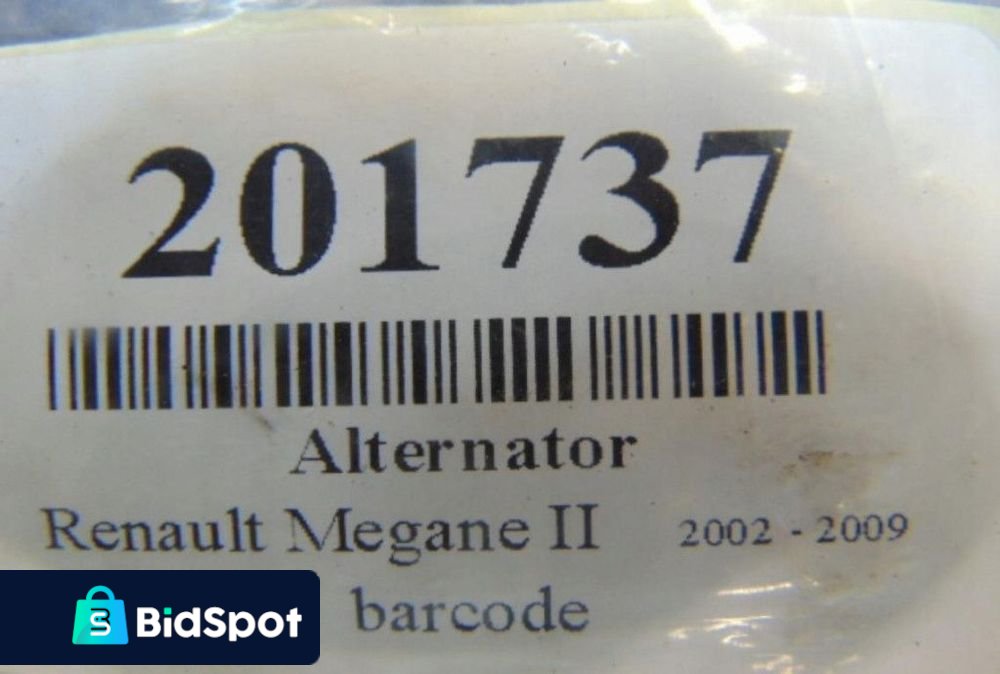 201737
Alternator
Renault Megane II 2002 - 2009
barcode
BidSpot